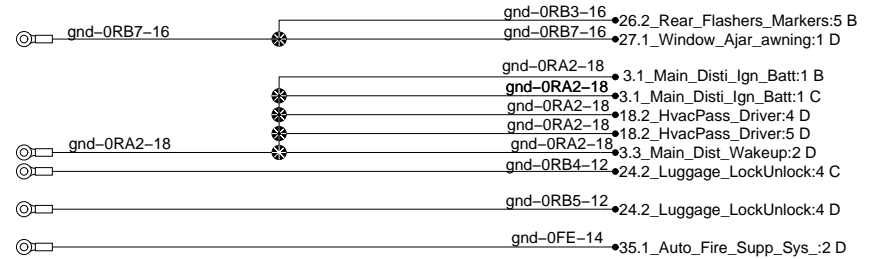 gnd–0RB3–16 26.2_Rear_Flashers_Markers:5 B
gnd–0RB7–16 gnd–0RB7–16 27.1_Window_Ajar_awning:1 D
gnd–0RA2–18 3.1_Main_Disti_Ign_Batt:1 B
gnd–0RA2–18 3.1_Main_Disti_Ign_Batt:1 C
gnd–0RA2–18 18.2_HvacPass_Driver:4 D
gnd–0RA2–18 18.2_HvacPass_Driver:5 D
gnd–0RA2–18 gnd–0RA2–18 3.3_Main_Dist_Wakeup:2 D
gnd–0RB4–12 24.2_Luggage_LockUnlock:4 C
gnd–0RB5–12 24.2_Luggage_LockUnlock:4 D
gnd–0FE–14 35.1_Auto_Fire_Supp_Sys_:2 D